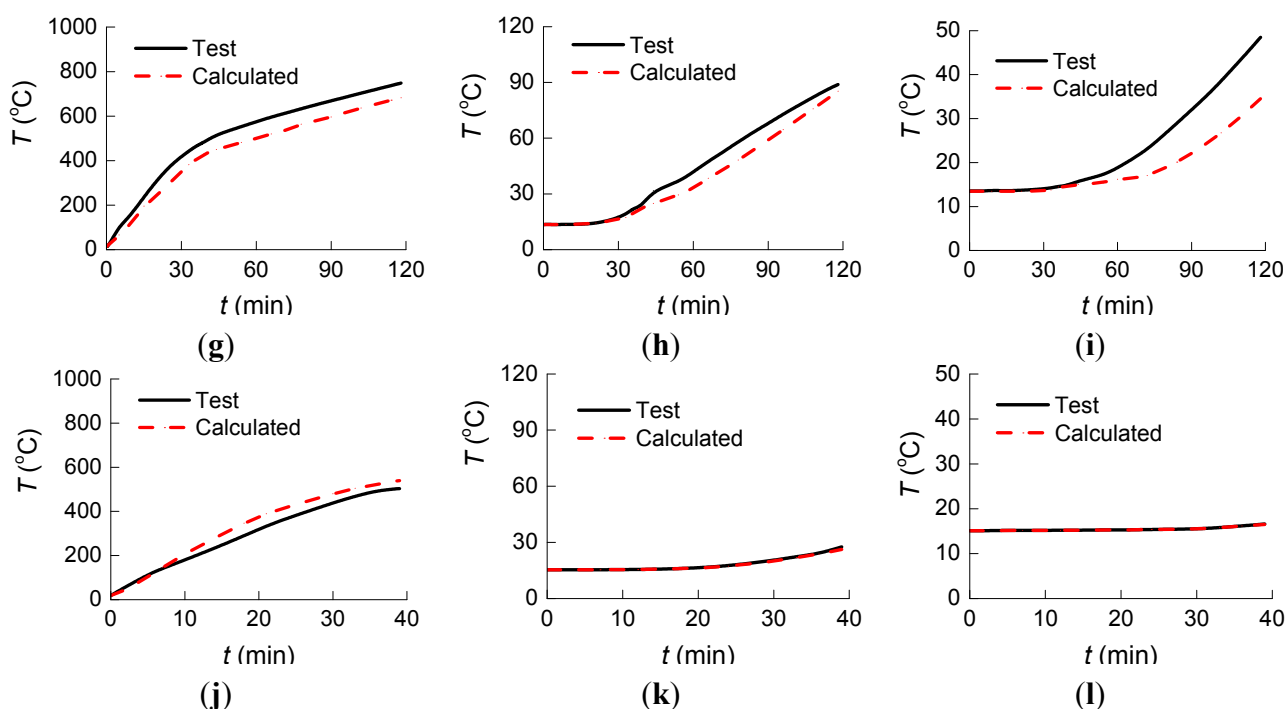 1000
800
600
400
200
0
T (°C)
Test
Calculated
0 30 60 90 120
t (min)
(g)
120
90
60
30
0
T (°C)
Test
Calculated
0 30 60 90 120
t (min)
(h)
50
40
30
20
10
0
T (°C)
Test
Calculated
0 30 60 90 120
t (min)
(i)
1000
800
600
400
200
0
T (°C)
Test
Calculated
0 10 20 30 40
t (min)
(j)
120
90
60
30
0
T (°C)
Test
Calculated
0 10 20 30 40
t (min)
(k)
50
40
30
20
10
0
T (°C)
Test
Calculated
0 10 20 30 40
t (min)
(l)